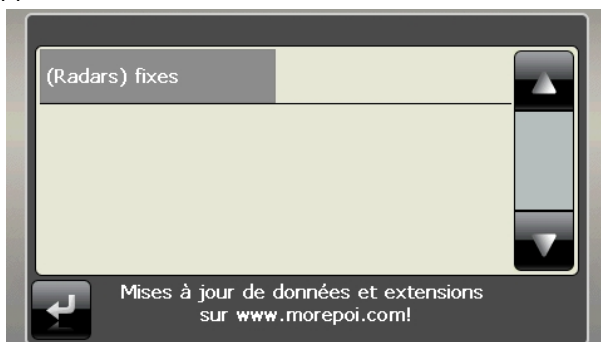 (Radars) fixes
Mises à jour de données et extensions
sur www.morepoi.com!